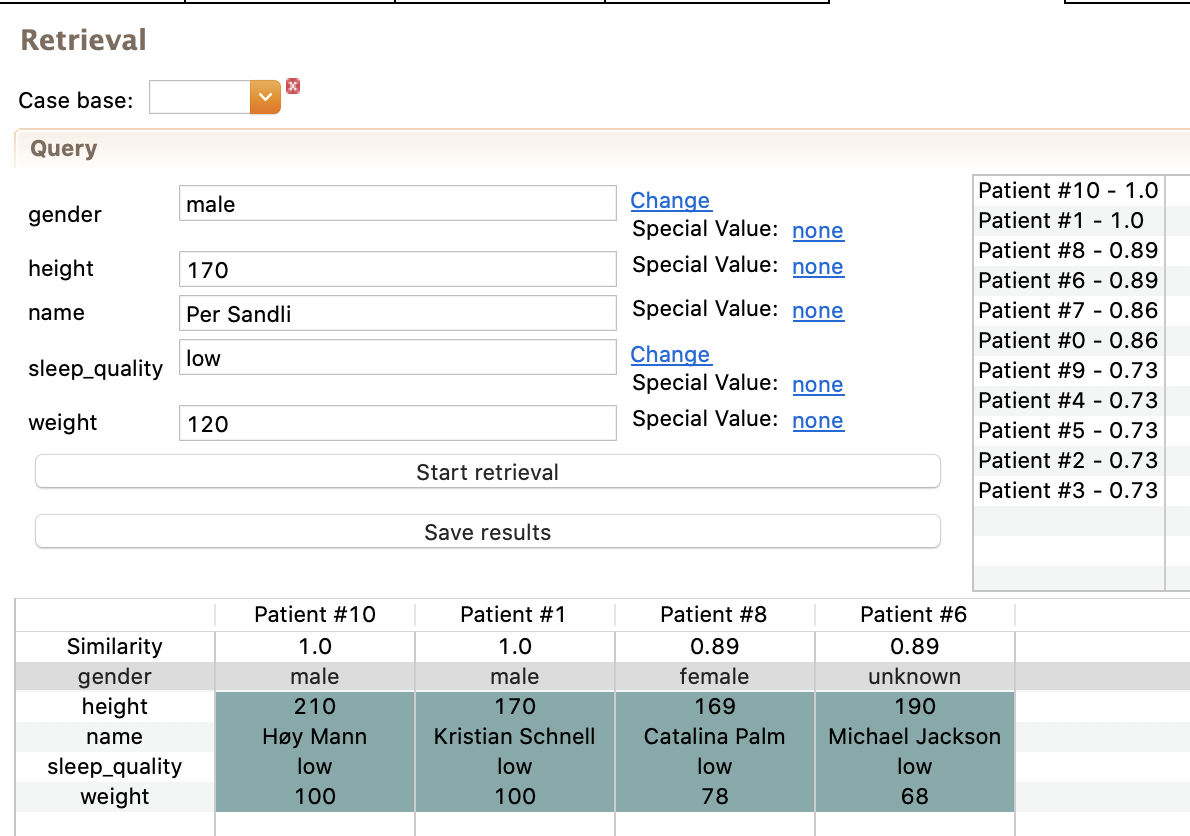 Retrieval
Case base:
Query
gender male Change
Special Value: none
height 170 Special Value: none
name Per Sandli Special Value: none
sleep_quality low Change
Special Value: none
weight 120 Special Value: none
Start retrieval
Save results
Patient #10 - 1.0
Patient #1 - 1.0
Patient #8 - 0.89
Patient #6 - 0.89
Patient #7 - 0.86
Patient #0 - 0.86
Patient #9 - 0.73
Patient #4 - 0.73
Patient #5 - 0.73
Patient #2 - 0.73
Patient #3 - 0.73
Patient #10 Patient #1 Patient #8 Patient #6
Similarity 1.0 1.0 0.89 0.89
gender male male female unknown
height 210 170 169 190
name Høy Mann Kristian Schnell Catalina Palm Michael Jackson
sleep_quality low low low low
weight 100 100 78 68